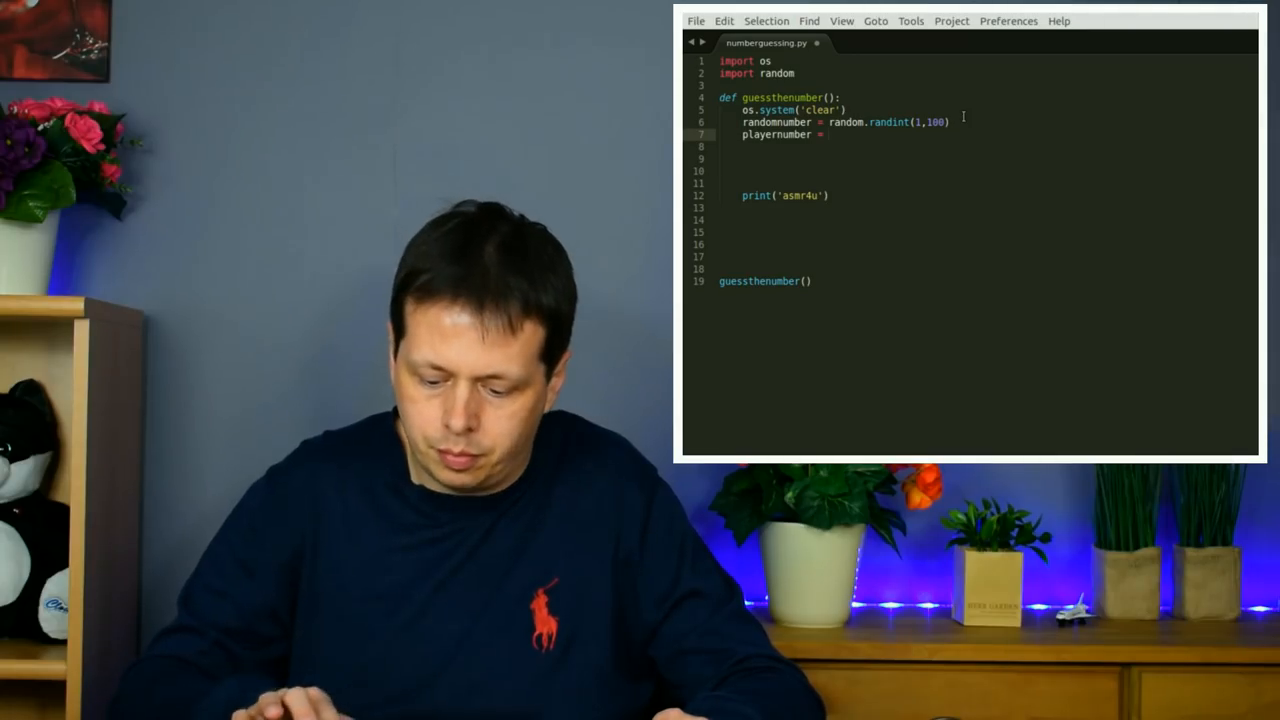 File Edit Selection Find View Goto Tools Project Preferences Help
numberguessing.py
1 import os
2 import random
3
4 def guessthenumber():
5 os.system('clear')
6 randomnumber = random.randint(1,100)
7 playernumber =
8
9
10
11
12 print('asmr4u')
13
14
15
16
17
18
19 guessthenumber()
HERB GARDEN